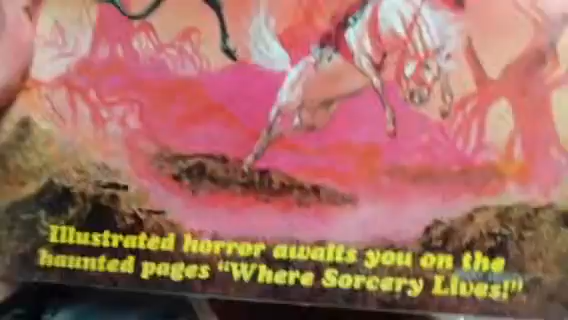 Illustrated horror awaits you on the
haunted pages "Where Sorcery Lives!"